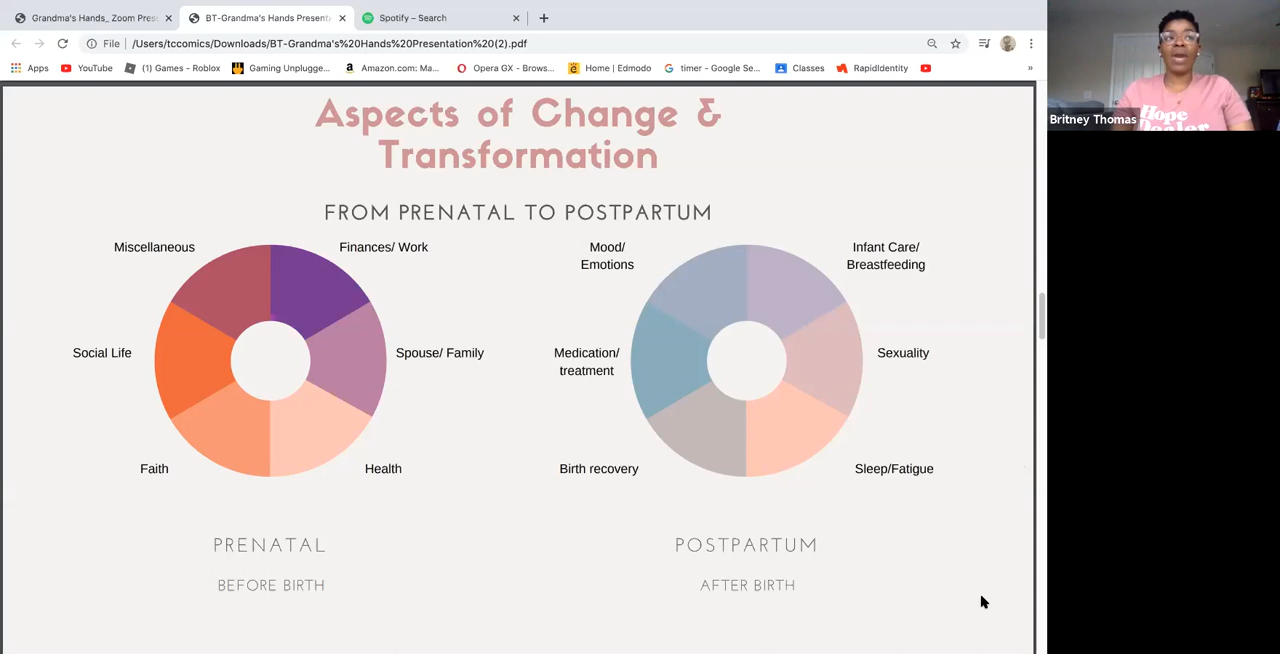 Grandma's Hands_ Zoom Pres
BT-Grandma's Hands Present
Spotify – Search
File
/Users/tccomics/Downloads/BT-Grandma's%20Hands%20Presentation%20(2).pdf
Apps
YouTube
(1) Games - Roblox
Gaming Unplugge...
Amazon.com: Ma...
Opera GX - Brows...
Home | Edmodo
timer - Google Se...
Classes
RapidIdentity
»
Aspects of Change &
Transformation
FROM PRENATAL TO POSTPARTUM
Miscellaneous
Finances/ Work
Social Life
Spouse/ Family
Faith
Health
PRENATAL
BEFORE BIRTH
Mood/
Emotions
Infant Care/
Breastfeeding
Medication/
treatment
Sexuality
Birth recovery
Sleep/Fatigue
POSTPARTUM
AFTER BIRTH
Hope
Dealer
Britney Thomas